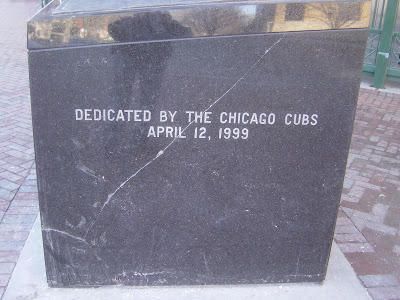 DEDICATED BY THE CHICAGO CUBS
APRIL 12, 1999